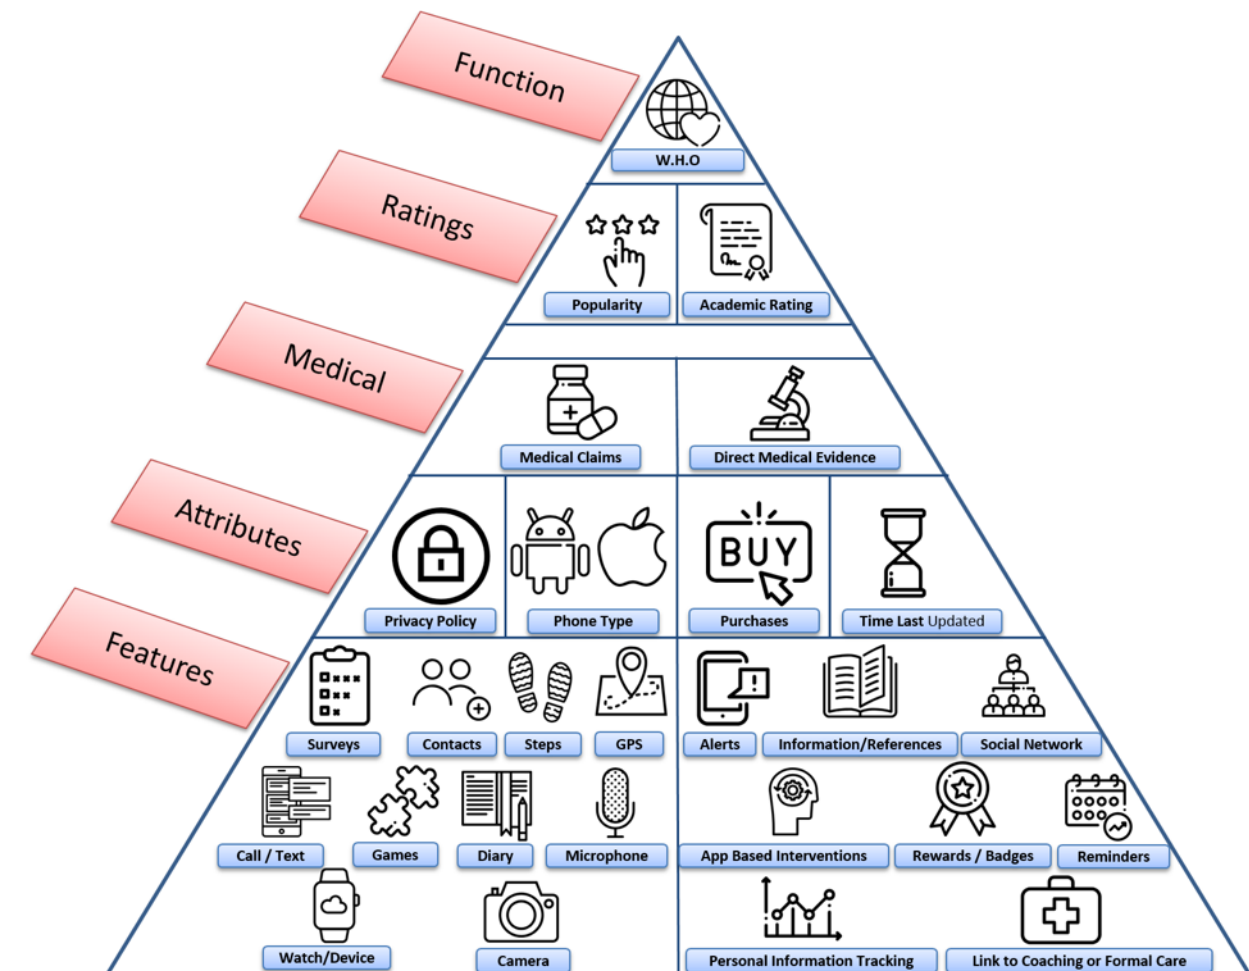 Function
W.H.O
Ratings
Popularity
Academic Rating
Medical
Medical Claims
Direct Medical Evidence
Attributes
BUY
Privacy Policy
Phone Type
Purchases
Time Last Updated
Features
Surveys
Contacts
Steps
GPS
Alerts
Information/References
Social Network
Call / Text
Games
Diary
Microphone
App Based Interventions
Rewards / Badges
Reminders
Watch/Device
Camera
Personal Information Tracking
Link to Coaching or Formal Care